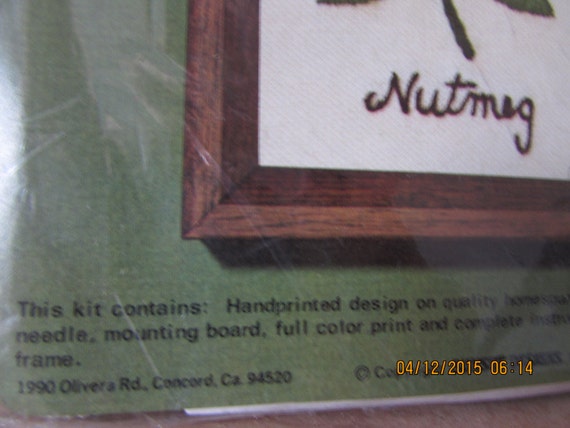 Nutmeg
This kit contains: Handprinted design on quality
needle, mounting board, full color print and complete
frame.
1990 Olivera Rd., Concord, Ca. 94520 ©
04/12/2015 06:14